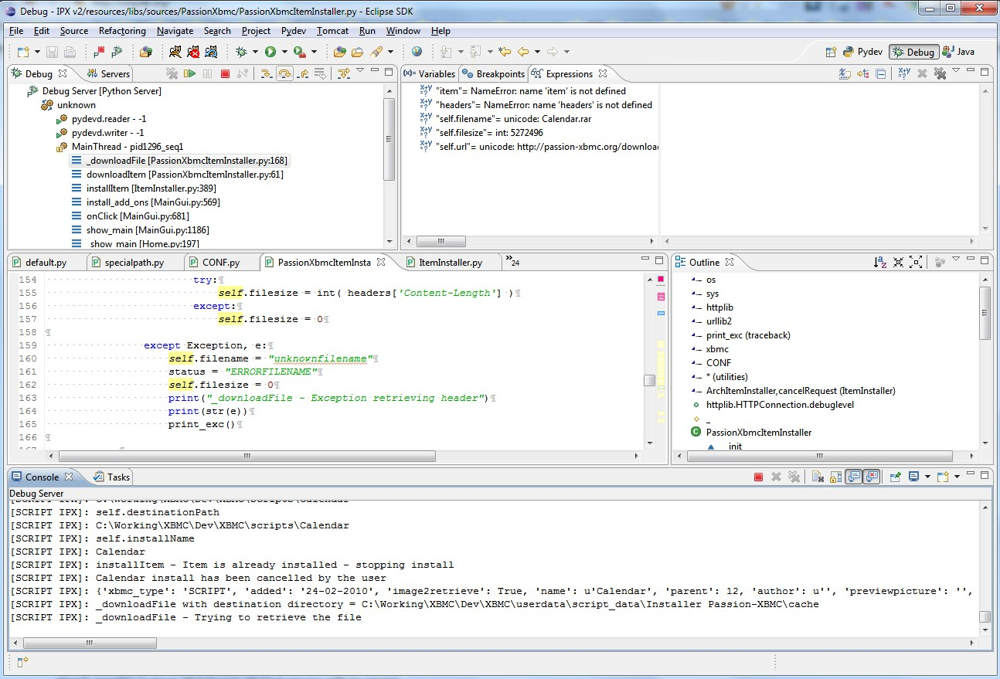 Debug - IPX v2/resources/libs/sources/PassionXbmc/PassionXbmcItemInstaller.py - Eclipse SDK
File Edit Source Refactoring Navigate Search Project Pydev Tomcat Run Window Help
Pydev Debug Java
Debug Servers
Debug Server [Python Server]
unknown
pydevd.reader - -1
pydevd.writer - -1
MainThread - pid1296_seq1
_downloadFile [PassionXbmcItemInstaller.py:168]
downloadItem [PassionXbmcItemInstaller.py:61]
installItem [ItemInstaller.py:389]
install_add_ons [MainGui.py:569]
onClick [MainGui.py:681]
show_main [MainGui.py:1186]
show_main [Home.py:197]
(x)= Variables Breakpoints Expressions
"item"= NameError: name 'item' is not defined
"headers"= NameError: name 'headers' is not defined
"self.filename"= unicode: Calendar.rar
"self.filesize"= int: 5272496
"self.url"= unicode: http://passion-xbmc.org/downloa
default.py specialpath.py CONF.py PassionXbmcItemInsta ItemInstaller.py »24
154 try:¶
155 self.filesize = int( headers['Content-Length'] )¶
156 except:¶
157 self.filesize = 0¶
158 ¶
159 except Exception, e:¶
160 self.filename = "unknownfilename"¶
161 status = "ERRORFILENAME"¶
162 self.filesize = 0¶
163 print("_downloadFile - Exception retrieving header")¶
164 print(str(e))¶
165 print_exc()¶
166 ¶
Outline
os
sys
httplib
urllib2
print_exc (traceback)
xbmc
CONF
* (utilities)
ArchItemInstaller,cancelRequest (ItemInstaller)
httplib.HTTPConnection.debuglevel
_
PassionXbmcItemInstaller
init
Console Tasks
Debug Server
[SCRIPT IPX]: C:\Working\XBMC\Dev\XBMC\scripts\Calendar
[SCRIPT IPX]: self.destinationPath
[SCRIPT IPX]: C:\Working\XBMC\Dev\XBMC\scripts\Calendar
[SCRIPT IPX]: self.installName
[SCRIPT IPX]: Calendar
[SCRIPT IPX]: installItem - Item is already installed - stopping install
[SCRIPT IPX]: Calendar install has been cancelled by the user
[SCRIPT IPX]: {'xbmc_type': 'SCRIPT', 'added': '24-02-2010', 'image2retrieve': True, 'name': u'Calendar', 'parent': 12, 'author': u'', 'previewpicture': '',
[SCRIPT IPX]: _downloadFile with destination directory = C:\Working\XBMC\Dev\XBMC\userdata\script_data\Installer Passion-XBMC\cache
[SCRIPT IPX]: _downloadFile - Trying to retrieve the file